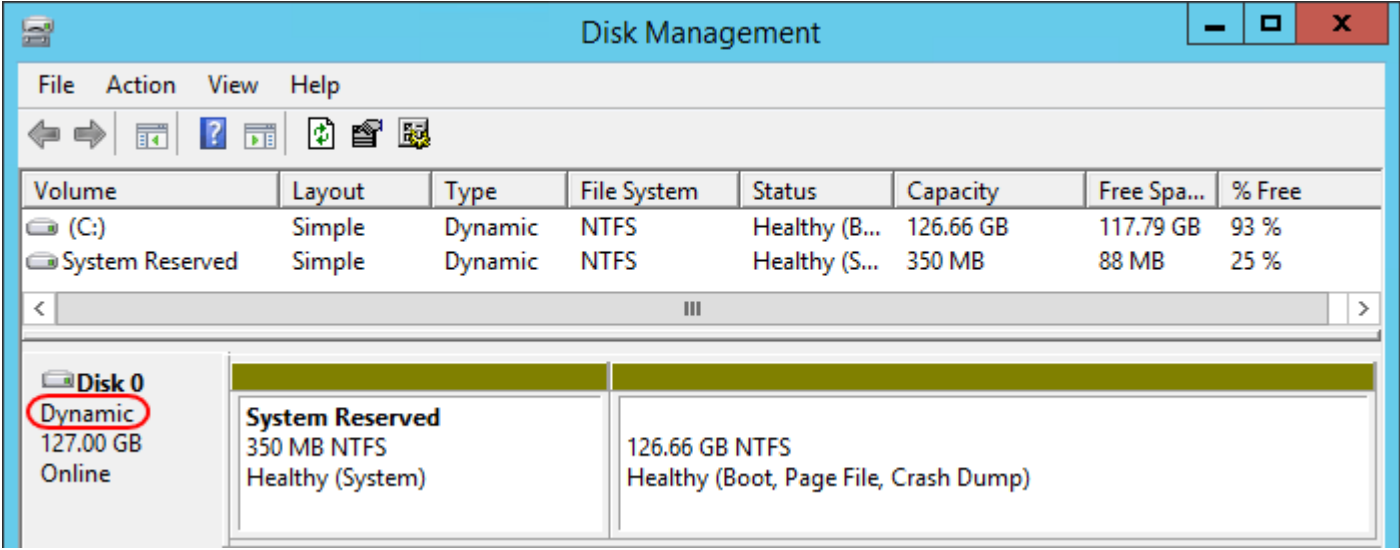 Disk Management
File Action View Help
Volume Layout Type File System Status Capacity Free Spa... % Free
(C:) Simple Dynamic NTFS Healthy (B... 126.66 GB 117.79 GB 93 %
System Reserved Simple Dynamic NTFS Healthy (S... 350 MB 88 MB 25 %
Disk 0
Dynamic
127.00 GB
Online
System Reserved
350 MB NTFS
Healthy (System)
126.66 GB NTFS
Healthy (Boot, Page File, Crash Dump)